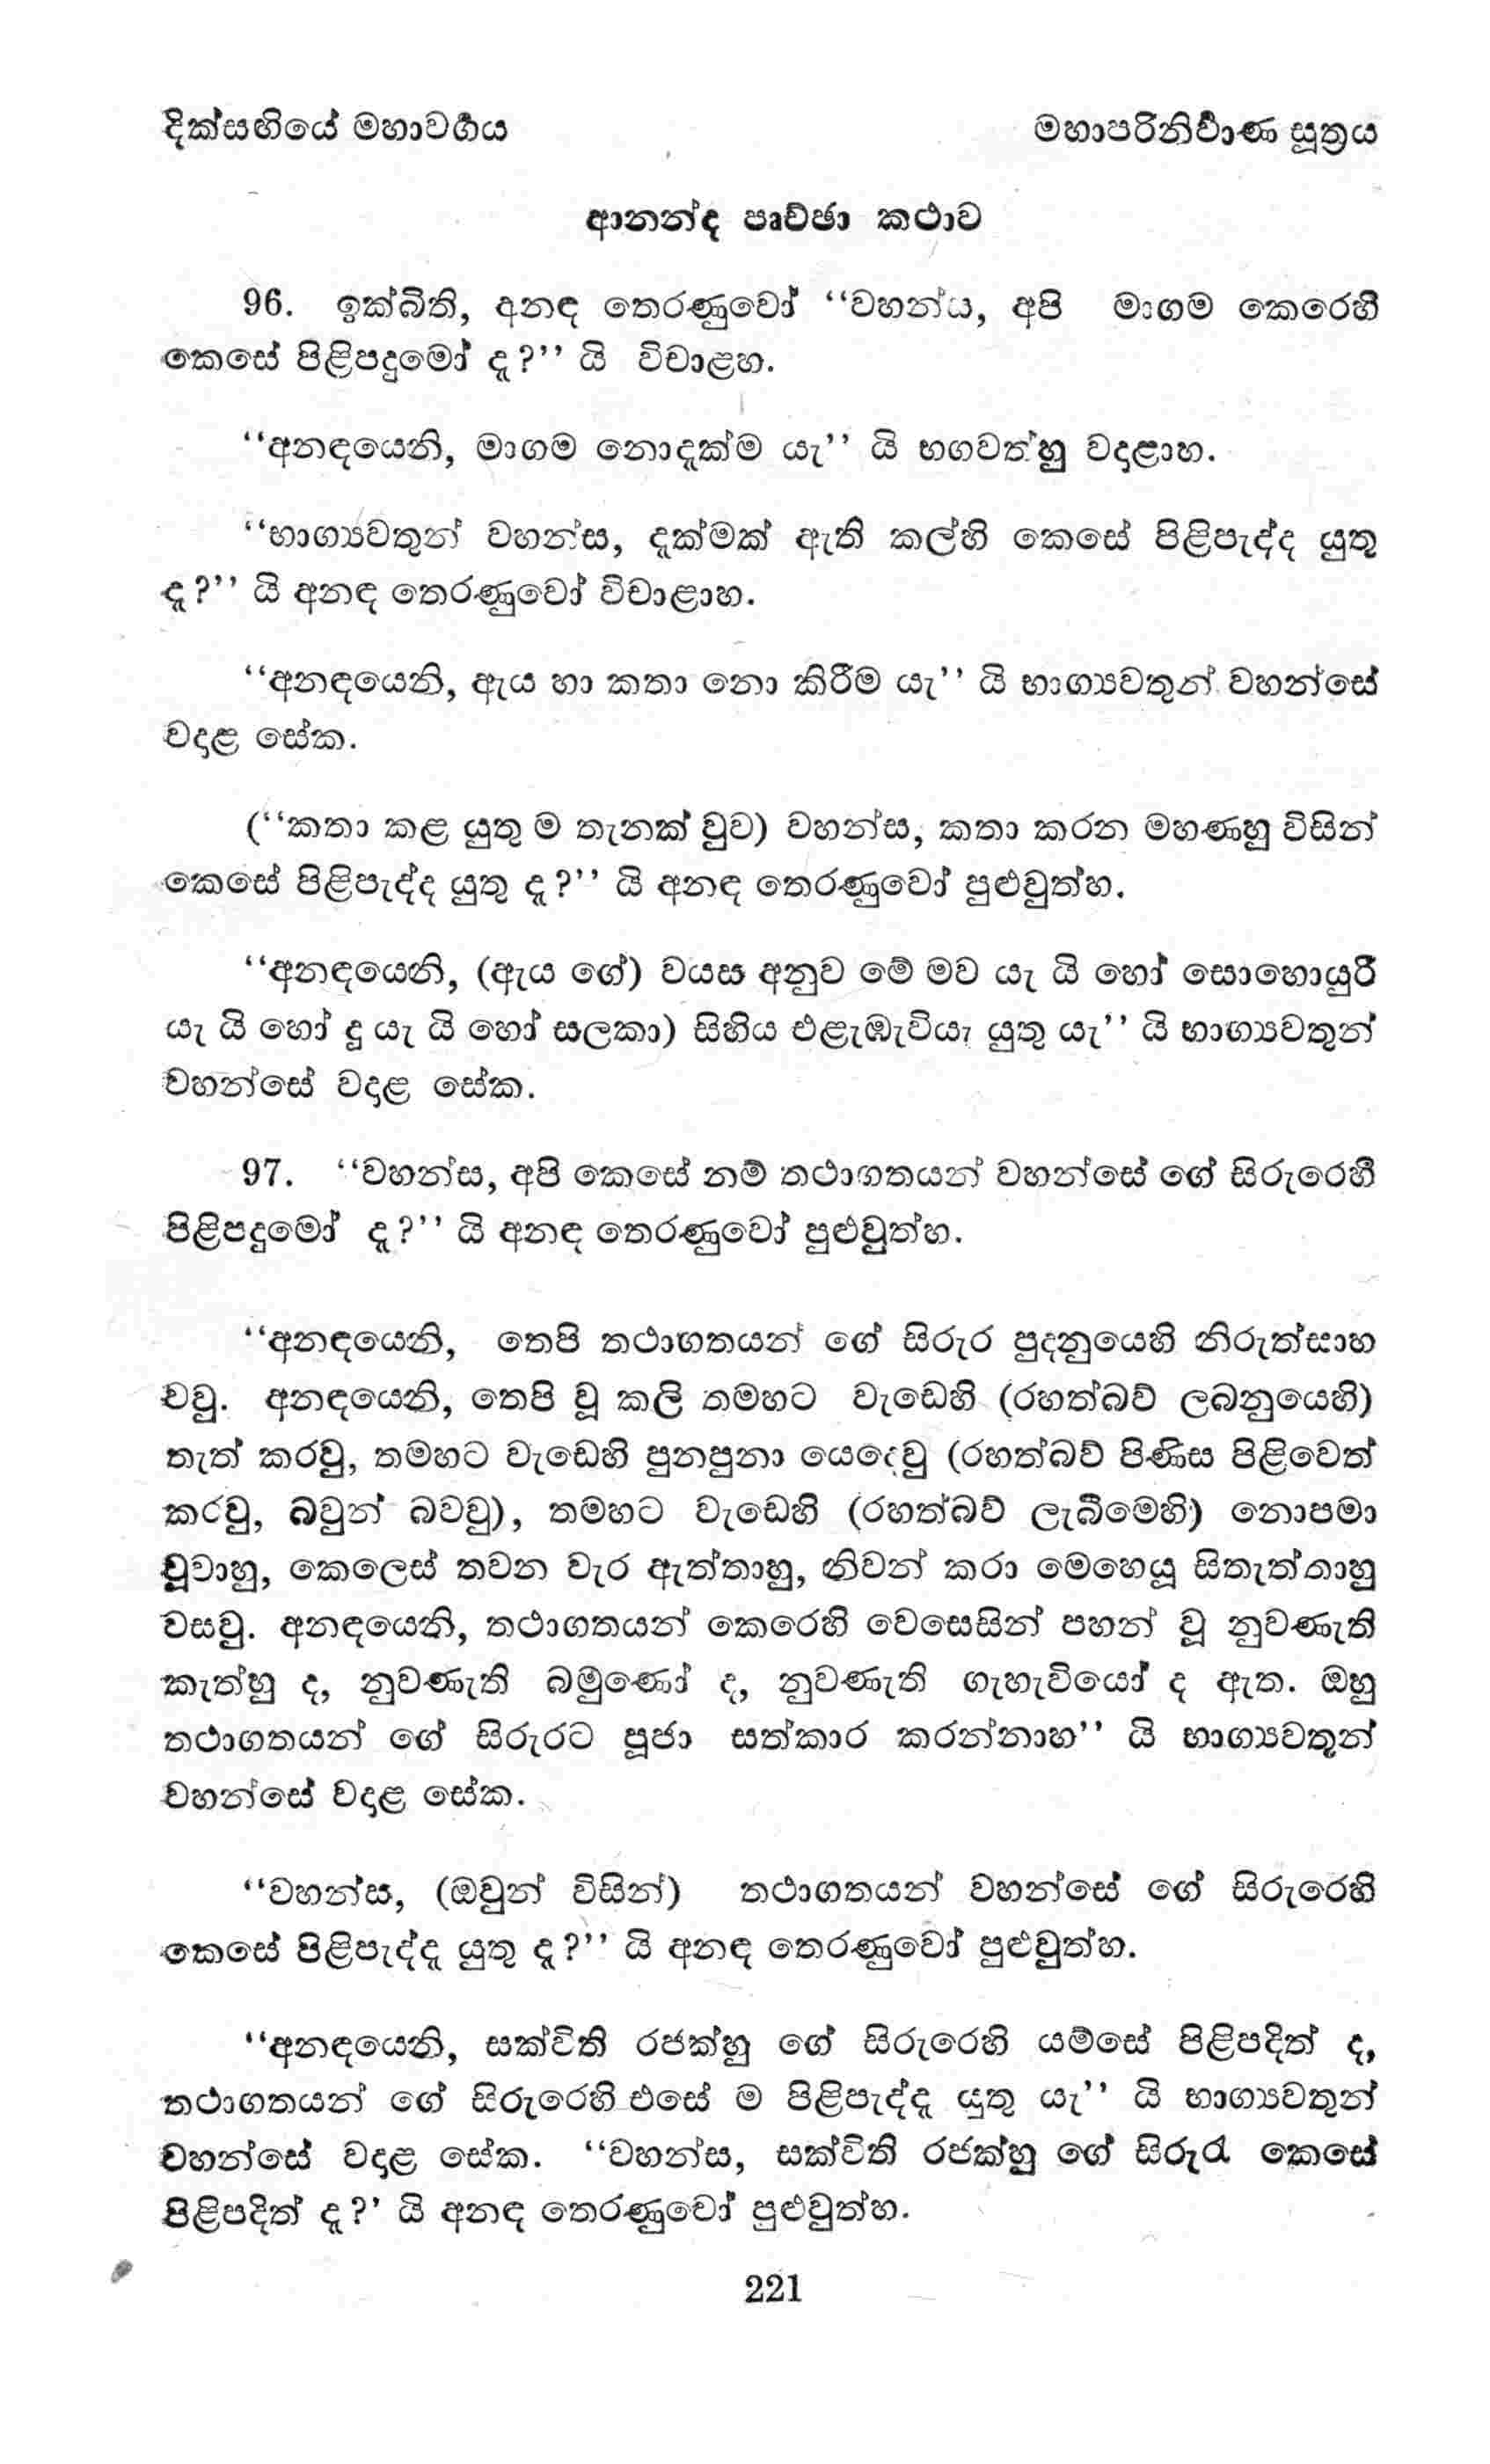 දික්සඟියේ මහාවර්‍ගය
මහාපරිනිර්‍වාණ සූත්‍රය
ආනන්ද පෘච්ඡා කථාව
96. ඉක්බිති, අනඳ තෙරණුවෝ “වහන්ය, අපි මාගම කෙරෙහි
කෙසේ පිළිපදුමෝ දූ?” යි විචාළහ.
“අනඳයෙනි, මාගම නොදැක්ම යැ” යි භගවත්හු වදාළාහ.
“භාග්‍යවතුන් වහන්ස, දැක්මක් ඇති කල්හි කෙසේ පිළිපැද්ද යුතු
දූ?” යි අනඳ තෙරණුවෝ විචාළාහ.
“අනඳයෙනි, ඇය හා කතා නො කිරීම යැ” යි භාග්‍යවතුන් වහන්සේ
වදාළ සේක.
(“කතා කළ යුතු ම තැනක් වුව) වහන්ස, කතා කරන මහණහු විසින්
කෙසේ පිළිපැද්ද යුතු දූ?” යි අනඳ තෙරණුවෝ පුළුවුත්හ.
“අනඳයෙනි, (ඇය ගේ) වයස අනුව මේ මව යැ යි හෝ සොහොයුරී
යැ යි හෝ දූ යැ යි හෝ සලකා) සිහිය එළැඹැවියැ යුතු යැ” යි භාග්‍යවතුන්
වහන්සේ වදාළ සේක.
97. “වහන්ස, අපි කෙසේ නම් තථාගතයන් වහන්සේ ගේ සිරුරෙහි
පිළිපදුමෝ දූ?” යි අනඳ තෙරණුවෝ පුළුවුත්හ.
“අනඳයෙනි, තෙපි තථාගතයන් ගේ සිරුර පුදනුයෙහි නිරුත්සාහ
වවු. අනඳයෙනි, තෙපි වූ කලි තමහට වැඩෙහි (රහත්බව් ලබනුයෙහි)
තැත් කරවු, තමහට වැඩෙහි පුනපුනා යෙදෙවු (රහත්බව් පිණිස පිළිවෙත්
කරවු, බවුන් බවවු), තමහට වැඩෙහි (රහත්බව් ලැබීමෙහි) නොපමා
වූවාහු, කෙලෙස් තවන වැර ඇත්තාහු, නිවන් කරා මෙහෙයූ සිතැත්තාහු
වසවු. අනඳයෙනි, තථාගතයන් කෙරෙහි වෙසෙසින් පහන් වූ නුවණැති
කැත්හු ද, නුවණැති බමුණෝ ද, නුවණැති ගැහැවියෝ ද ඇත. ඔහු
තථාගතයන් ගේ සිරුරට පූජා සත්කාර කරන්නාහ” යි භාග්‍යවතූන්
වහන්සේ වදාළ සේක.
“වහන්ස, (ඔවුන් විසින්) තථාගතයන් වහන්සේ ගේ සිරුරෙහි
කෙසේ පිළිපැද්දූ යුතු දූ?” යි අනඳ තෙරණුවෝ පුළුවුත්හ.
“අනඳයෙනි, සක්විති රජක්හු ගේ සිරුරෙහි යම්සේ පිළිපදිත් ද,
තථාගතයන් ගේ සිරුරෙහි එසේ ම පිළිපැද්දූ යුතු යැ” යි භාග්‍යවතුන්
වහන්සේ වදාළ සේක. “වහන්ස, සක්විති රජක්හු ගේ සිරුරැ කෙසේ
පිළිපදිත් දූ?’ යි අනඳ තෙරණුවෝ පුළුවුත්හ.
221